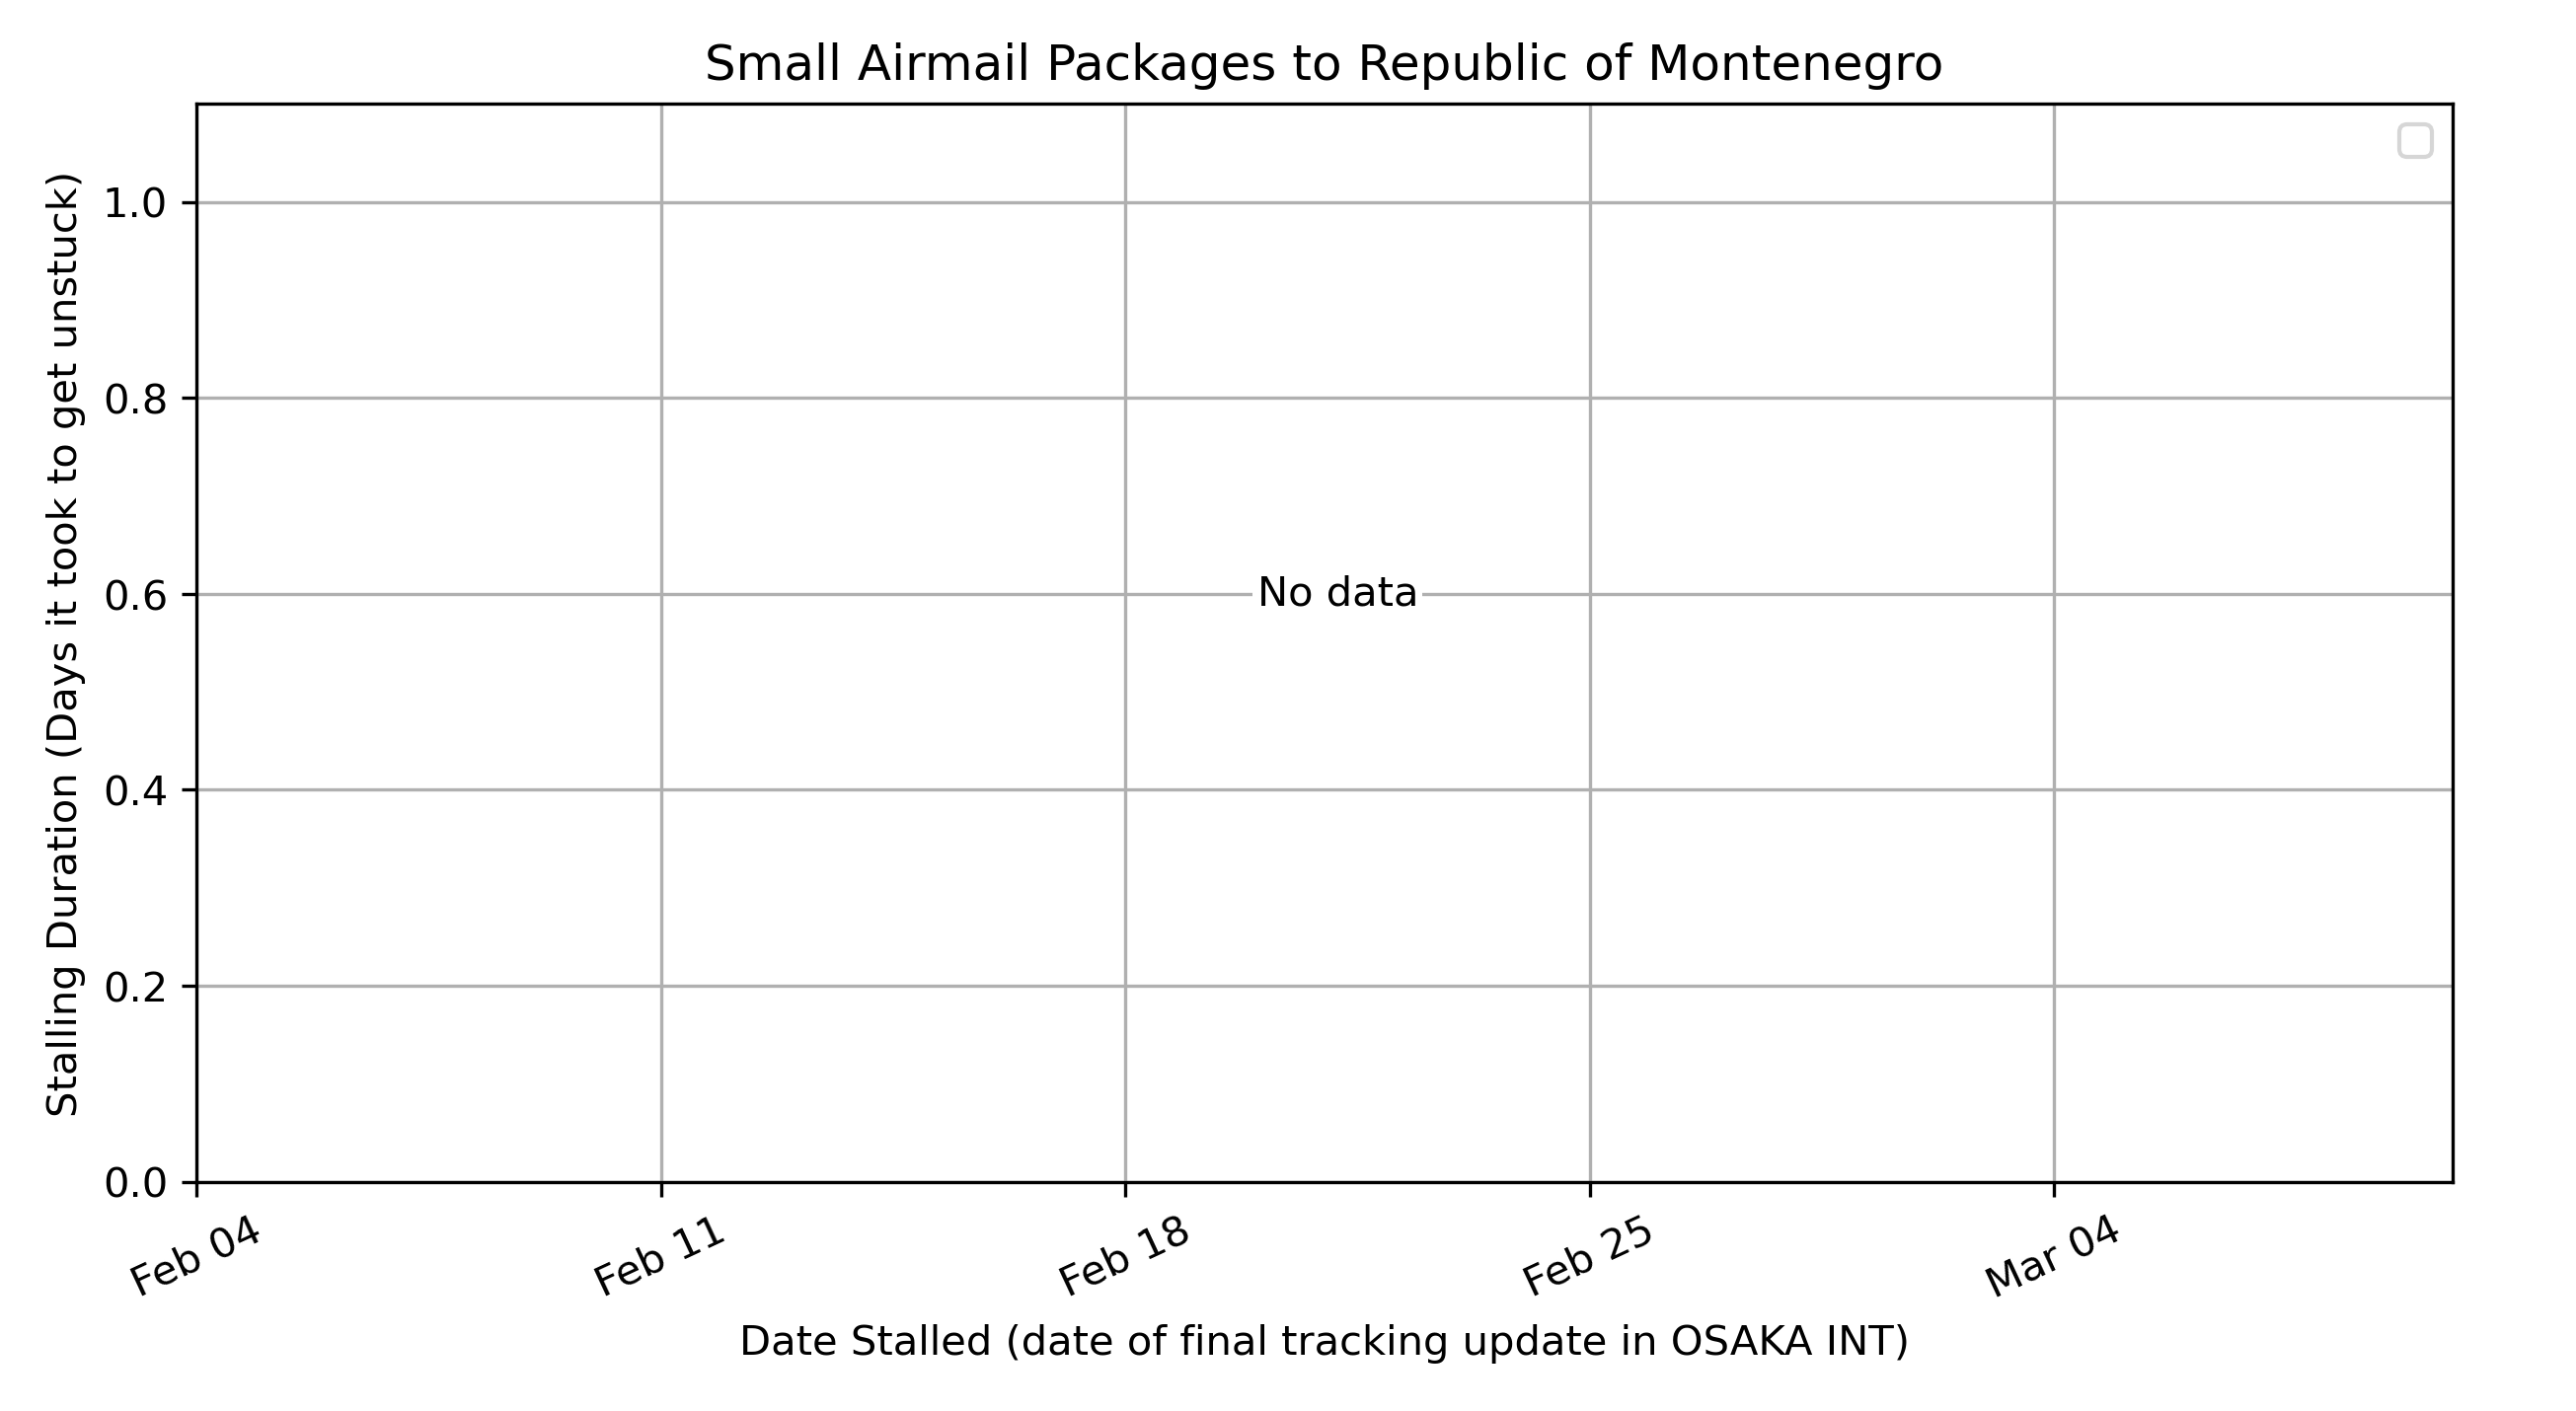 Small Airmail Packages to Republic of Montenegro
Stalling Duration (Days it took to get unstuck)
1.0
0.8
0.6
0.4
0.2
0.0
No data
Feb 04
Feb 11
Feb 18
Feb 25
Mar 04
Date Stalled (date of final tracking update in OSAKA INT)